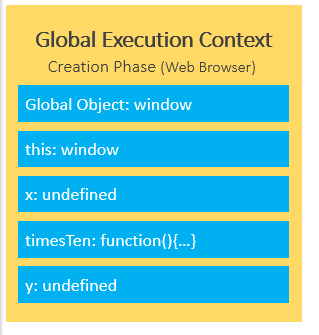 Global Execution Context
Creation Phase (Web Browser)
Global Object: window
this: window
x: undefined
timesTen: function(){...}
y: undefined